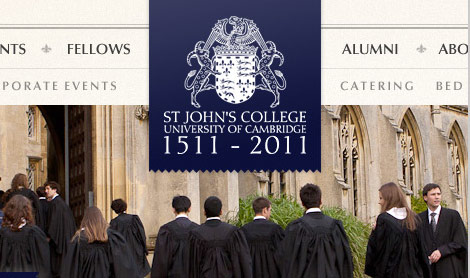 NTS FELLOWS
PORATE EVENTS
ST JOHN'S COLLEGE
UNIVERSITY OF CAMBRIDGE
1511 - 2011
ALUMNI ABO
CATERING BED